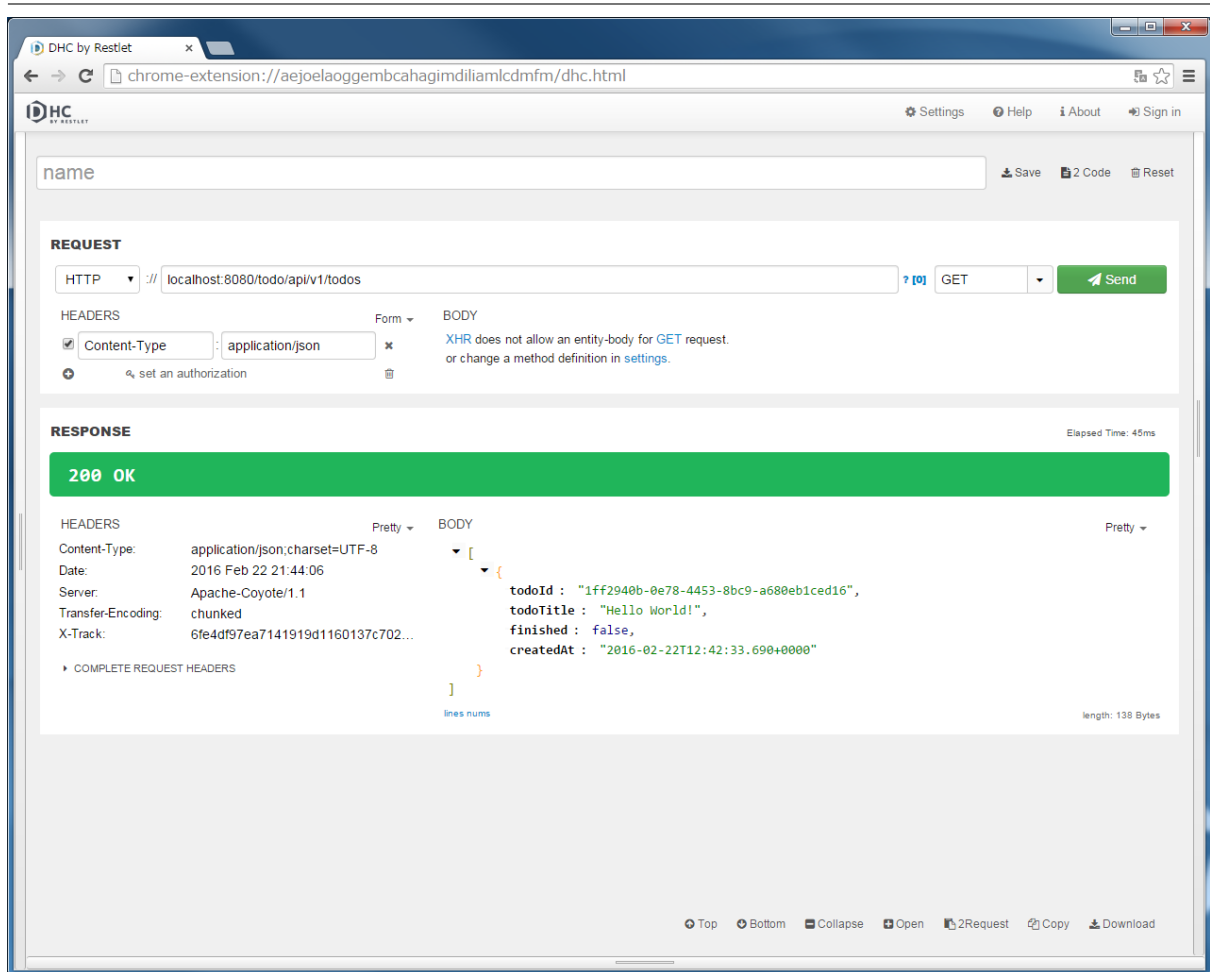 DHC by Restlet
chrome-extension://aejoelaoggembcahagimdiliamlcdmfm/dhc.html
DHC BY RESTLET Settings Help About Sign in
name Save 2 Code Reset
REQUEST
HTTP :// localhost:8080/todo/api/v1/todos ? [0] GET Send
HEADERS Form BODY
Content-Type : application/json XHR does not allow an entity-body for GET request.
or change a method definition in settings.
set an authorization
RESPONSE Elapsed Time: 45ms
200 OK
HEADERS Pretty BODY Pretty
Content-Type: application/json;charset=UTF-8 [
Date: 2016 Feb 22 21:44:06 {
Server: Apache-Coyote/1.1 todoId : "1ff2940b-0e78-4453-8bc9-a680eb1ced16",
Transfer-Encoding: chunked todoTitle : "Hello World!",
X-Track: 6fe4df97ea7141919d1160137c702... finished : false,
createdAt : "2016-02-22T12:42:33.690+0000"
COMPLETE REQUEST HEADERS }
]
lines nums length: 138 Bytes
Top Bottom Collapse Open 2Request Copy Download